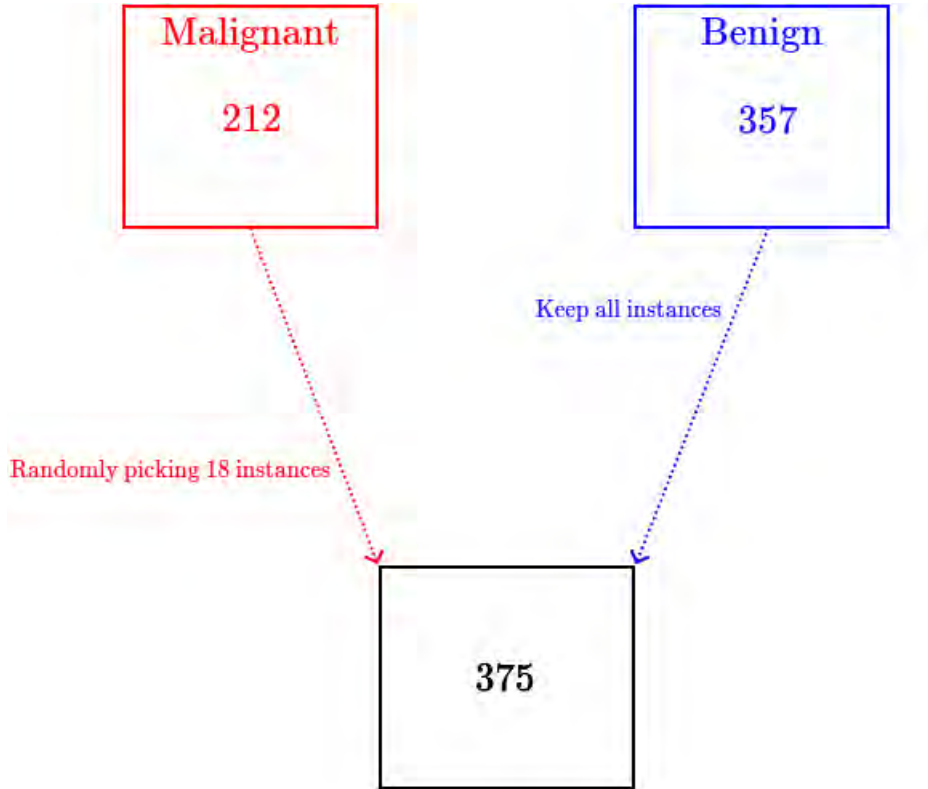 Malignant
212
Benign
357
Keep all instances
Randomly picking 18 instances
375